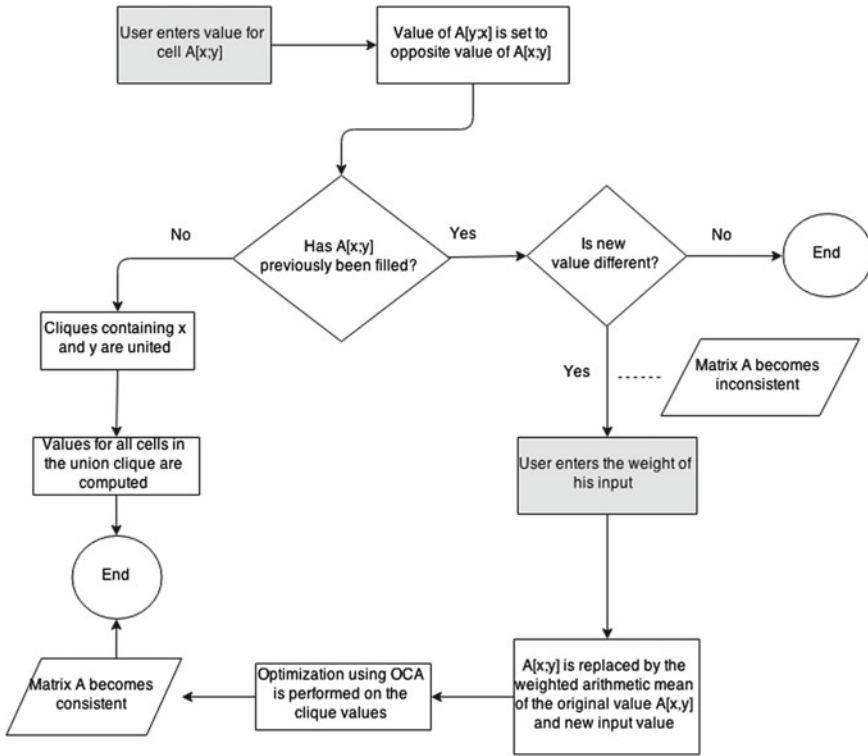 User enters value for
cell A[x;y]
Value of A[y;x] is set to
opposite value of A[x;y]
Has A[x;y]
previously been filled?
No
Yes
Is new
value different?
No
End
Cliques containing x
and y are united
Yes
Matrix A becomes
inconsistent
Values for all cells in
the union clique are
computed
User enters the weight of
his input
End
A[x;y] is replaced by the
weighted arithmetic mean
of the original value A[x,y]
and new input value
Optimization using OCA
is performed on the
clique values
Matrix A becomes
consistent